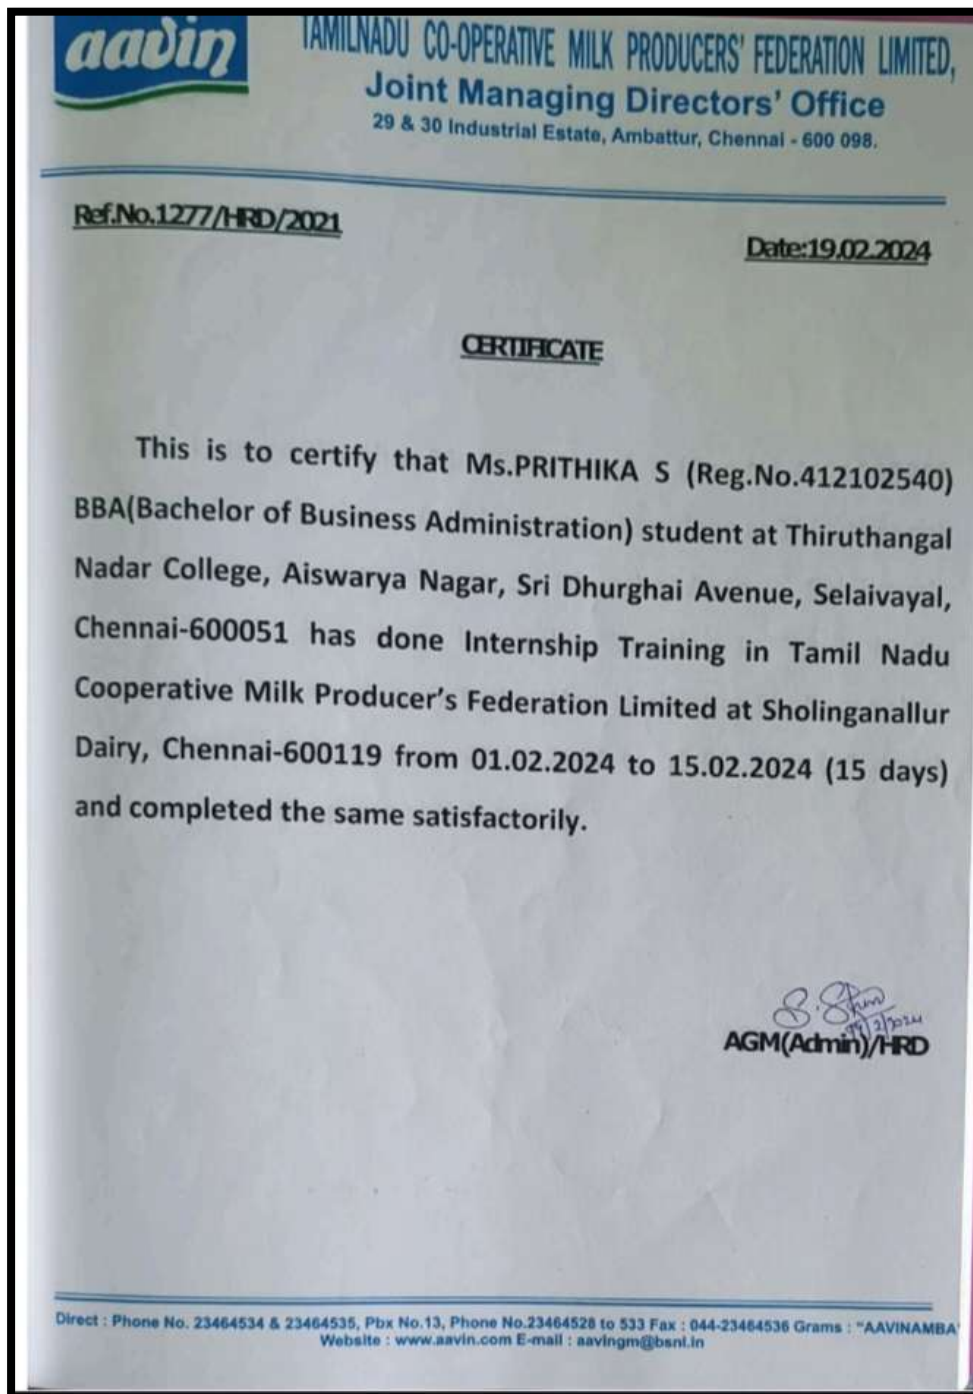 aavin
TAMILNADU CO-OPERATIVE MILK PRODUCERS' FEDERATION LIMITED,
Joint Managing Directors' Office
29 & 30 Industrial Estate, Ambattur, Chennai - 600 098.
Ref.No.1277/HRD/2021
Date:19.02.2024
CERTIFICATE
This is to certify that Ms.PRITHIKA S (Reg.No.412102540)
BBA(Bachelor of Business Administration) student at Thiruthangal
Nadar College, Aiswarya Nagar, Sri Dhurghai Avenue, Selaivayal,
Chennai-600051 has done Internship Training in Tamil Nadu
Cooperative Milk Producer's Federation Limited at Sholinganallur
Dairy, Chennai-600119 from 01.02.2024 to 15.02.2024 (15 days)
and completed the same satisfactorily.
19/2/2024
AGM(Admin)/HRD
Direct : Phone No. 23464534 & 23464535, Pbx No.13, Phone No.23464528 to 533 Fax : 044-23464536 Grams : "AAVINAMBA"
Website : www.aavin.com E-mail : aavingm@bsnl.in